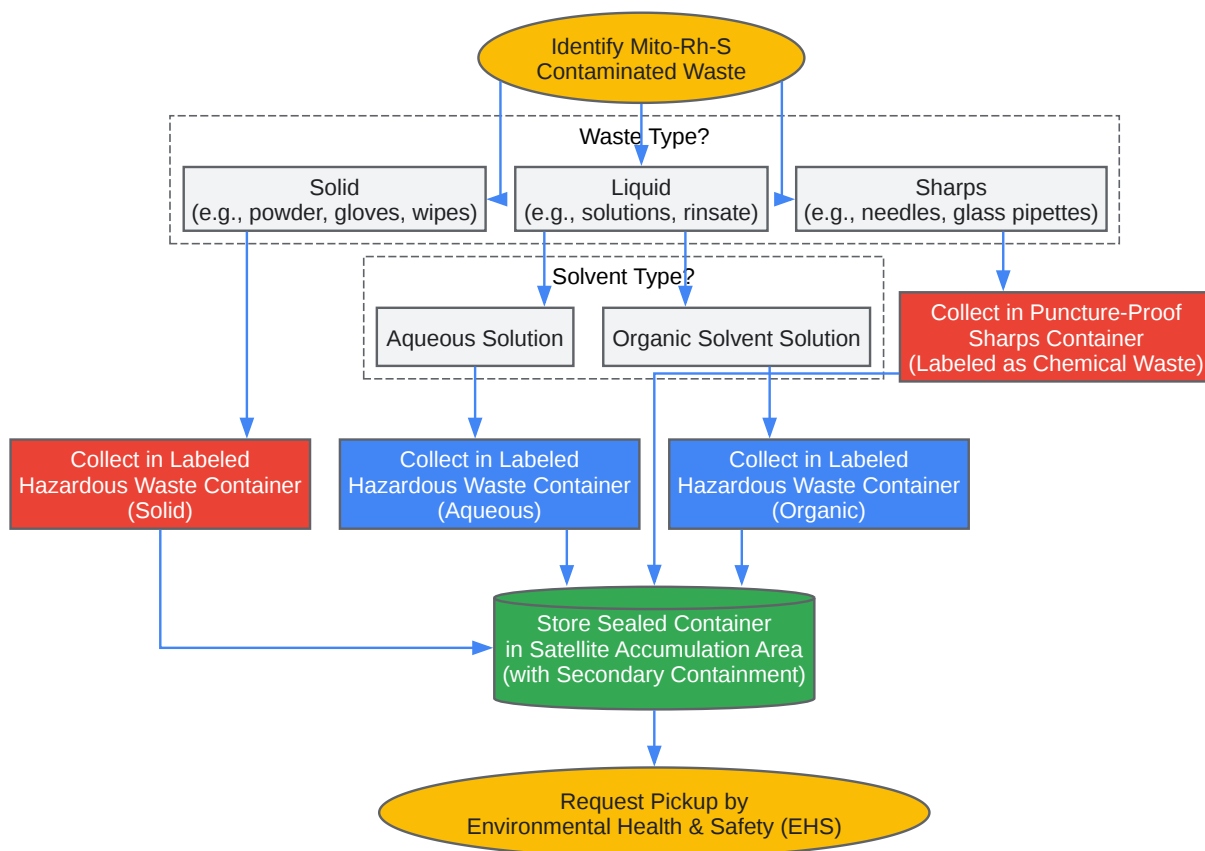 Identify Mito-Rh-S
Contaminated Waste
Waste Type?
Solid
(e.g., powder, gloves, wipes)
Liquid
(e.g., solutions, rinsate)
Sharps
(e.g., needles, glass pipettes)
Solvent Type?
Aqueous Solution
Organic Solvent Solution
Collect in Puncture-Proof
Sharps Container
(Labeled as Chemical Waste)
Collect in Labeled
Hazardous Waste Container
(Solid)
Collect in Labeled
Hazardous Waste Container
(Aqueous)
Collect in Labeled
Hazardous Waste Container
(Organic)
Store Sealed Container
in Satellite Accumulation Area
(with Secondary Containment)
Request Pickup by
Environmental Health & Safety (EHS)